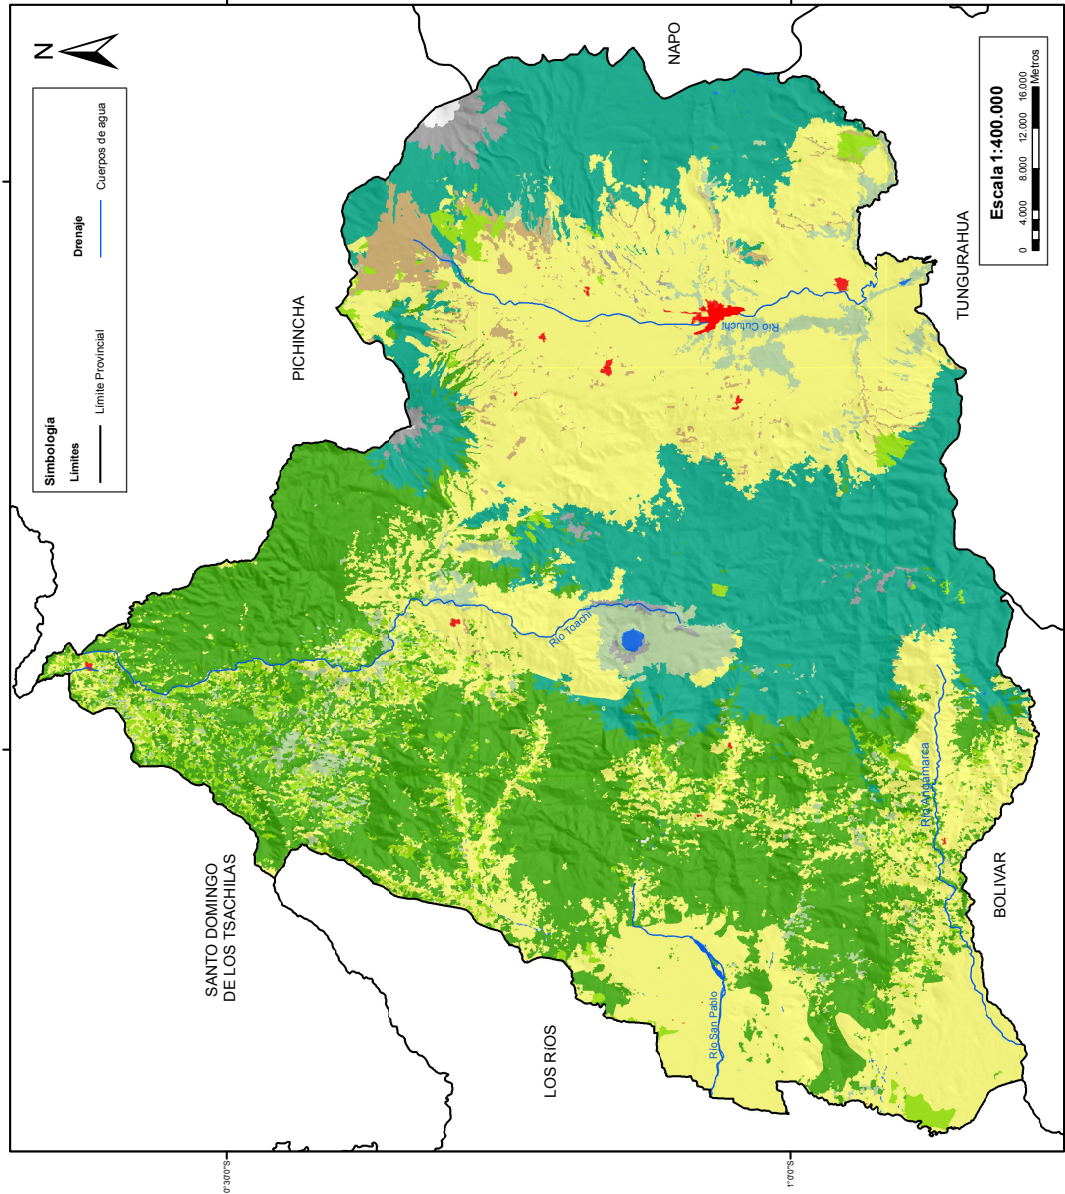 N
Simbología
Límites
Límite Provincial
Drenaje
Cuerpos de agua
NAPO
PICHINCHA
TUNGURAHUA
SANTO DOMINGO
DE LOS TSACHILAS
LOS RÍOS
BOLIVAR
Río Cutuchi
Río Toachi
Río Angamarca
Río San Pablo
Escala 1:400.000
0 4.000 8.000 12.000 16.000
Metros
0°30'0"S
1°0'0"S